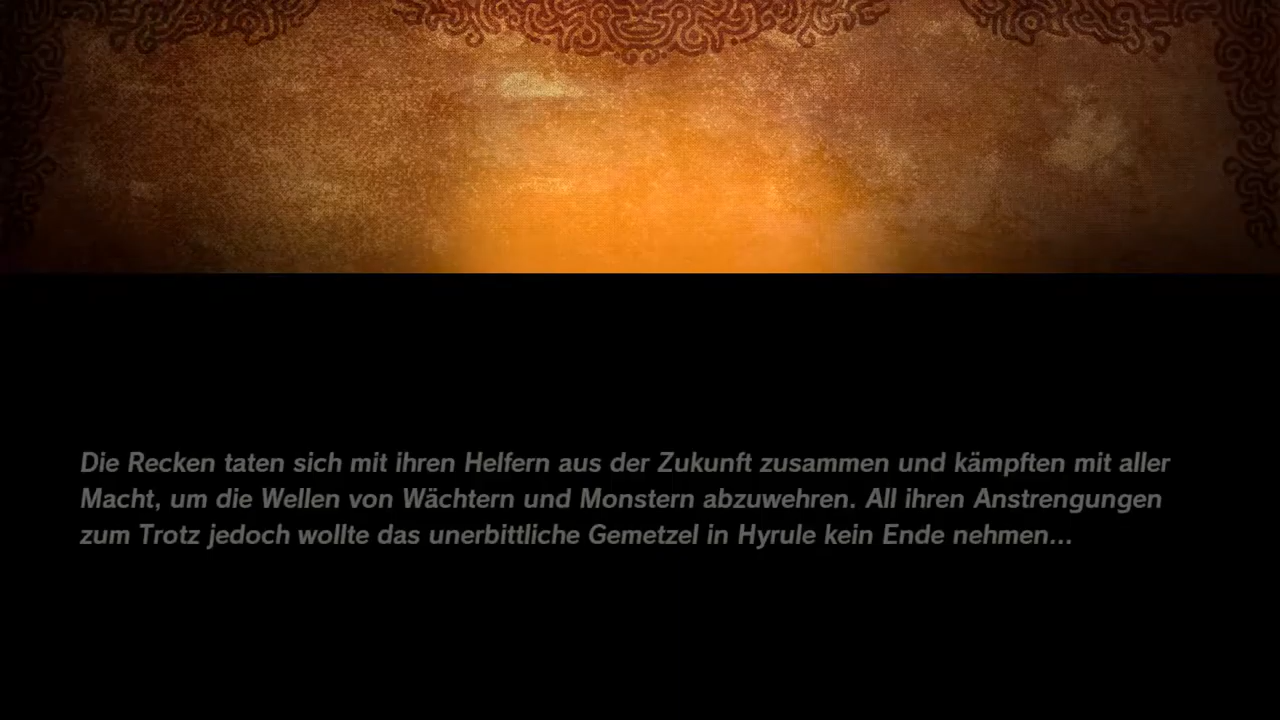 Die Recken taten sich mit ihren Helfern aus der Zukunft zusammen und kämpften mit aller
Macht, um die Wellen von Wächtern und Monstern abzuwehren. All ihren Anstrengungen
zum Trotz jedoch wollte das unerbittliche Gemetzel in Hyrule kein Ende nehmen...